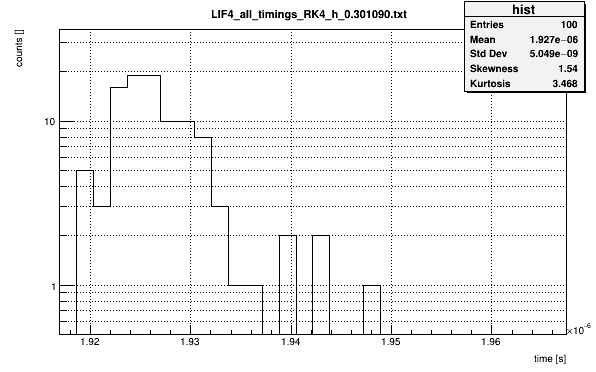 LIF4_all_timings_RK4_h_0.301090.txt
hist
Entries 100
Mean 1.927e−06
Std Dev 5.049e−09
Skewness 1.54
Kurtosis 3.468
counts []
10
1
1.92 1.93 1.94 1.95 1.96
×10⁻⁶
time [s]